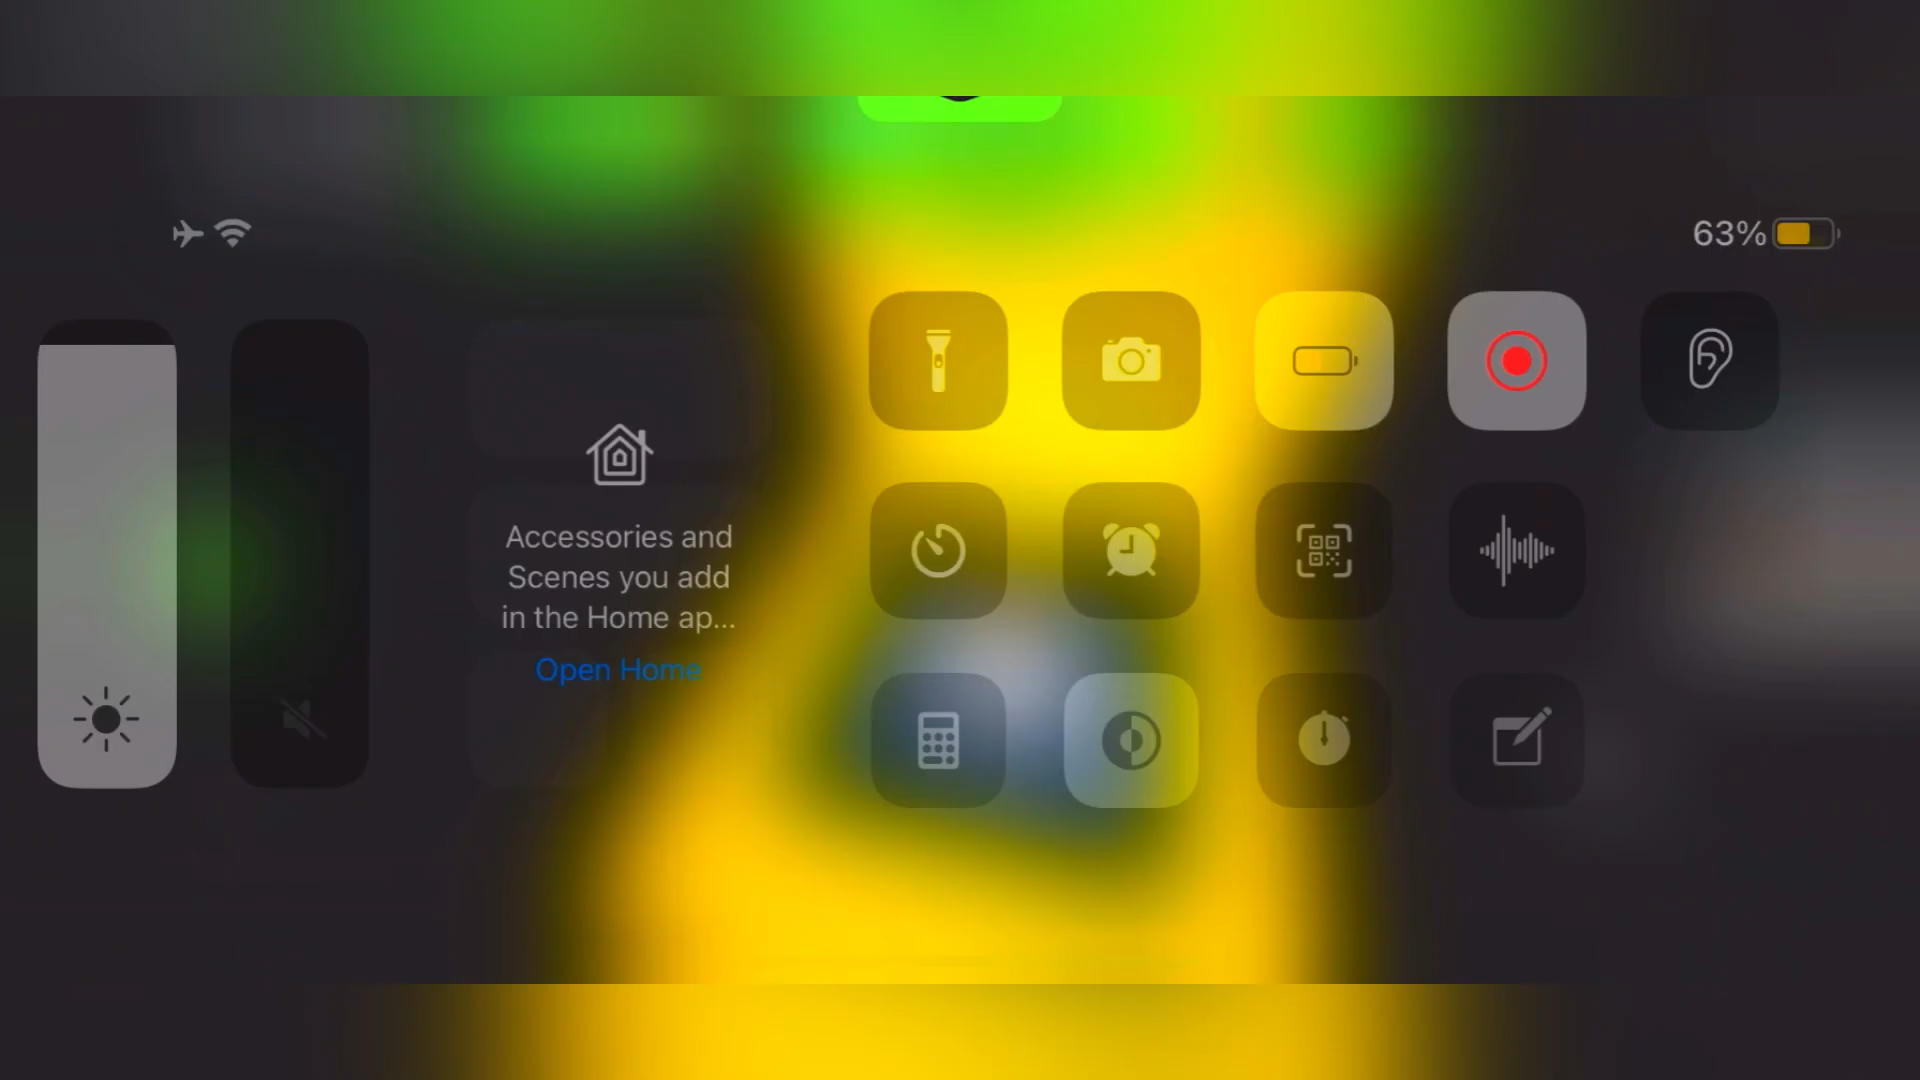 63%
Accessories and
Scenes you add
in the Home ap...
Open Home